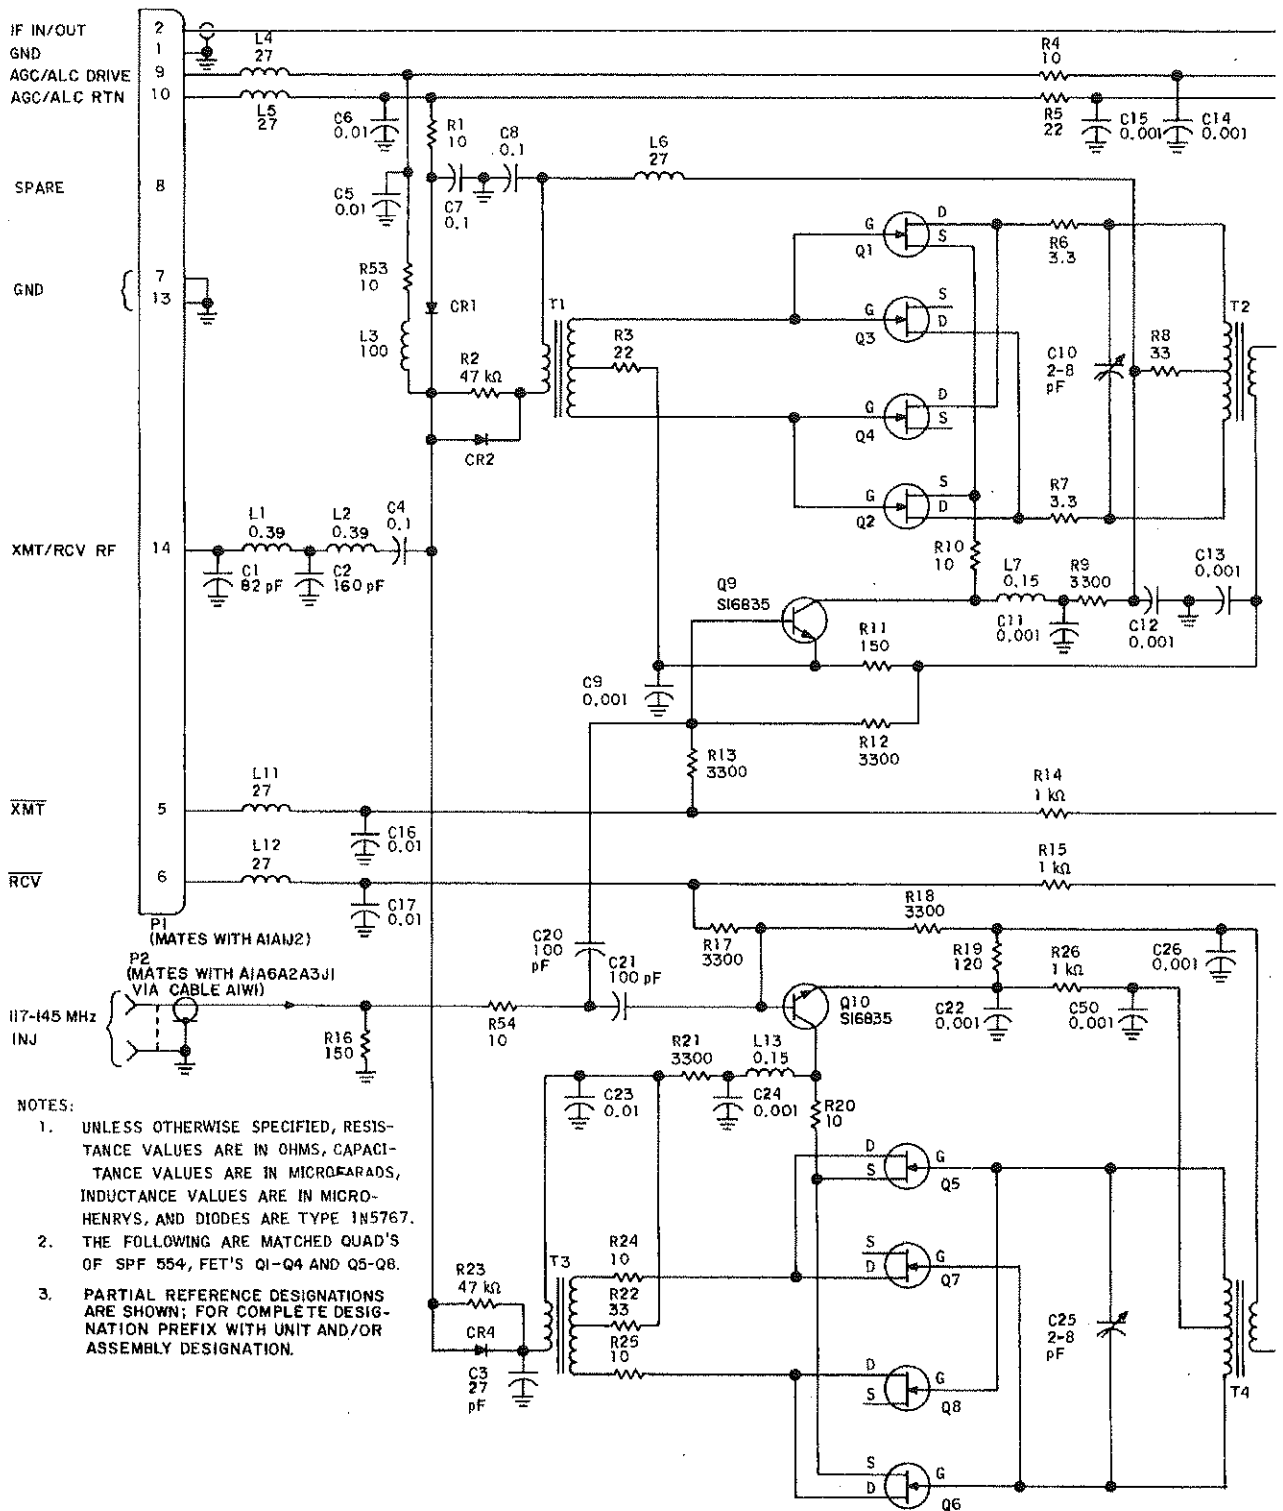 IF IN/OUT
2
GND
1
L4
27
AGC/ALC DRIVE
9
R4
10
AGC/ALC RTN
10
L5
27
C6
0.01
R1
10
C8
0.1
R5
22
C15
0.001
C14
0.001
L6
27
SPARE
8
C5
0.01
C7
0.1
G
D
S
Q1
R6
3.3
GND
7
13
R53
10
CR1
T1
S
G
D
Q3
T2
L3
100
R2
47 kΩ
R3
22
C10
2-8
pF
R8
33
D
G
S
Q4
CR2
S
G
D
Q2
R7
3.3
XMT/RCV RF
14
L1
0.39
L2
0.39
C4
0.1
C1
82 pF
C2
160 pF
R10
10
Q9
SI6835
L7
0.15
R9
3300
C13
0.001
C11
0.001
C12
0.001
R11
150
C9
0.001
R13
3300
R12
3300
L11
27
XMT
5
R14
1 kΩ
C16
0.01
L12
27
RCV
6
R15
1 kΩ
C17
0.01
R18
3300
P1
(MATES WITH A1A1J2)
P2
(MATES WITH A1A6A2A3J1
VIA CABLE A1W1)
C20
100
pF
R17
3300
C21
100 pF
R19
120
R26
1 kΩ
C26
0.001
117-145 MHz
INJ
R16
150
R54
10
Q10
SI6835
C22
0.001
C50
0.001
R21
3300
L13
0.15
C23
0.01
C24
0.001
R20
10
NOTES:
1. UNLESS OTHERWISE SPECIFIED, RESIS-
TANCE VALUES ARE IN OHMS, CAPACI-
TANCE VALUES ARE IN MICROFARADS,
INDUCTANCE VALUES ARE IN MICRO-
HENRYS, AND DIODES ARE TYPE 1N5767.
2. THE FOLLOWING ARE MATCHED QUAD'S
OF SPF 554, FET'S Q1-Q4 AND Q5-Q8.
3. PARTIAL REFERENCE DESIGNATIONS
ARE SHOWN; FOR COMPLETE DESIG-
NATION PREFIX WITH UNIT AND/OR
ASSEMBLY DESIGNATION.
D
G
S
Q5
R24
10
S
G
D
Q7
R23
47 kΩ
T3
R22
33
CR4
R25
10
C25
2-8
pF
C3
27
pF
D
G
S
Q8
T4
S
G
D
Q6